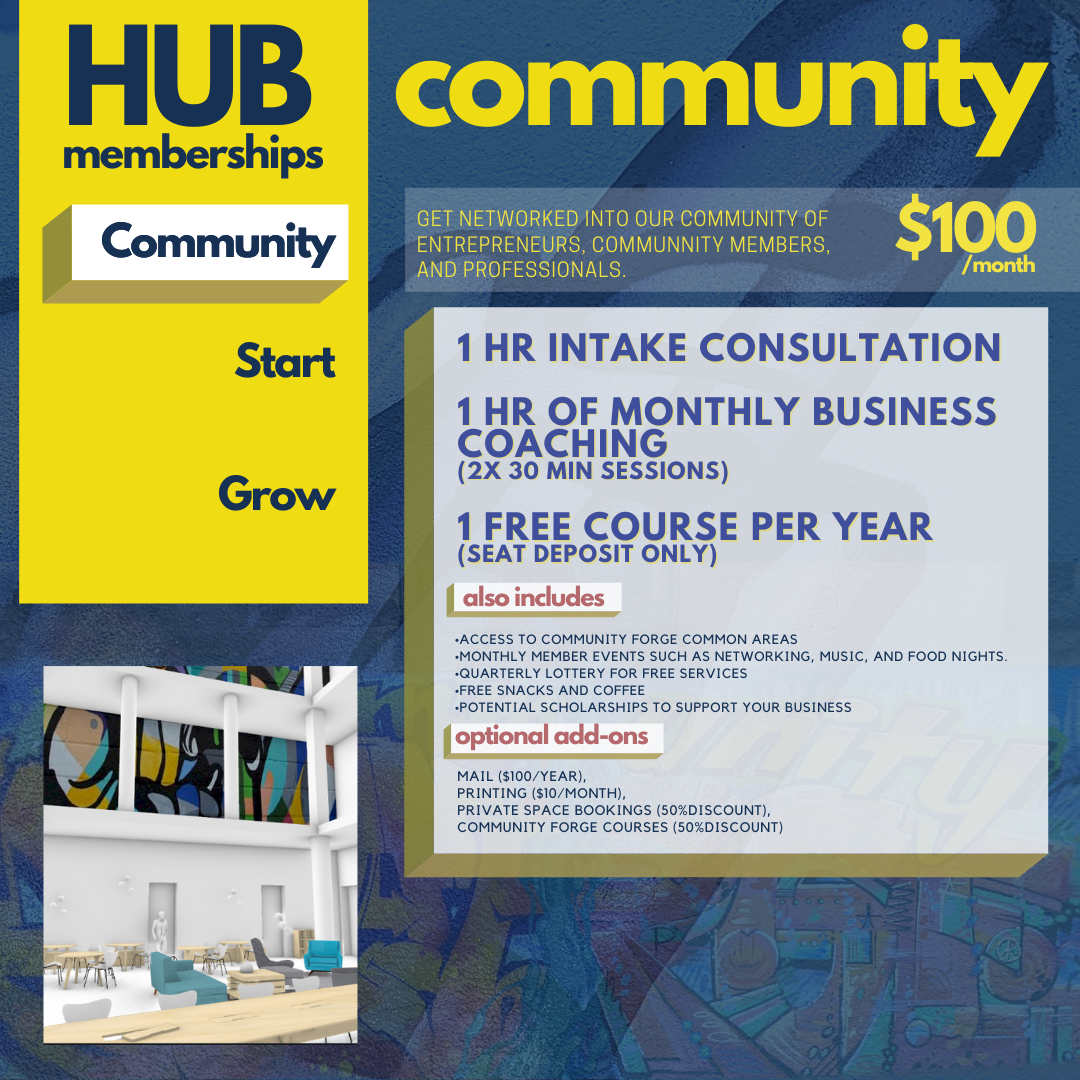 HUB
memberships
Community
Start
Grow
community
GET NETWORKED INTO OUR COMMUNITY OF
ENTREPRENEURS, COMMUNNITY MEMBERS,
AND PROFESSIONALS.
$100
/month
1 HR INTAKE CONSULTATION
1 HR OF MONTHLY BUSINESS
COACHING
(2X 30 MIN SESSIONS)
1 FREE COURSE PER YEAR
(SEAT DEPOSIT ONLY)
also includes
•ACCESS TO COMMUNITY FORGE COMMON AREAS
•MONTHLY MEMBER EVENTS SUCH AS NETWORKING, MUSIC, AND FOOD NIGHTS.
•QUARTERLY LOTTERY FOR FREE SERVICES
•FREE SNACKS AND COFFEE
•POTENTIAL SCHOLARSHIPS TO SUPPORT YOUR BUSINESS
optional add-ons
MAIL ($100/YEAR),
PRINTING ($10/MONTH),
PRIVATE SPACE BOOKINGS (50%DISCOUNT),
COMMUNITY FORGE COURSES (50%DISCOUNT)